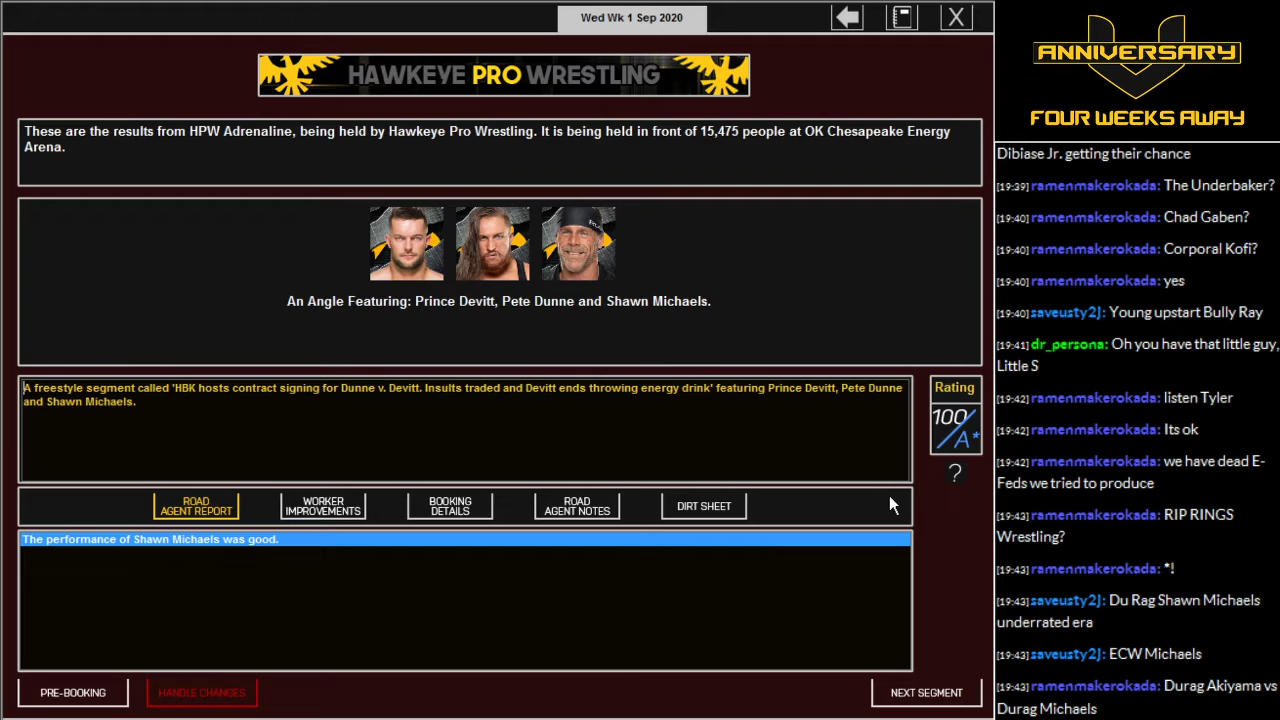 Wed Wk 1 Sep 2020
X
HAWKEYE PRO WRESTLING
These are the results from HPW Adrenaline, being held by Hawkeye Pro Wrestling. It is being held in front of 15,475 people at OK Chesapeake Energy
Arena.
An Angle Featuring: Prince Devitt, Pete Dunne and Shawn Michaels.
A freestyle segment called 'HBK hosts contract signing for Dunne v. Devitt. Insults traded and Devitt ends throwing energy drink' featuring Prince Devitt, Pete Dunne
and Shawn Michaels.
Rating
100/A*
?
ROAD
AGENT REPORT
WORKER
IMPROVEMENTS
BOOKING
DETAILS
ROAD
AGENT NOTES
DIRT SHEET
The performance of Shawn Michaels was good.
PRE-BOOKING
HANDLE CHANGES
NEXT SEGMENT
V
ANNIVERSARY
FOUR WEEKS AWAY
Dibiase Jr. getting their chance
[19:39] ramenmakerokada: The Underbaker?
[19:40] ramenmakerokada: Chad Gaben?
[19:40] ramenmakerokada: Corporal Kofi?
[19:40] ramenmakerokada: yes
[19:40] saveusty2j: Young upstart Bully Ray
[19:41] dr_persona: Oh you have that little guy,
Little S
[19:42] ramenmakerokada: listen Tyler
[19:42] ramenmakerokada: Its ok
[19:42] ramenmakerokada: we have dead E-
Feds we tried to produce
[19:43] ramenmakerokada: RIP RINGS
Wrestling?
[19:43] ramenmakerokada: *!
[19:43] saveusty2j: Du Rag Shawn Michaels
underrated era
[19:43] saveusty2j: ECW Michaels
[19:43] ramenmakerokada: Durag Akiyama vs
Durag Michaels